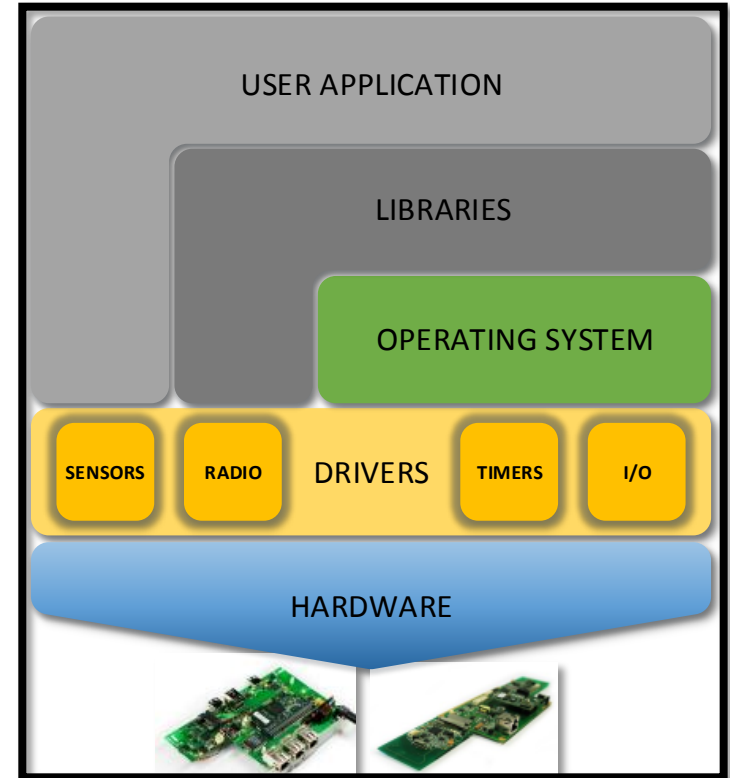 USER APPLICATION
LIBRARIES
OPERATING SYSTEM
SENSORS
RADIO
DRIVERS
TIMERS
I/O
HARDWARE